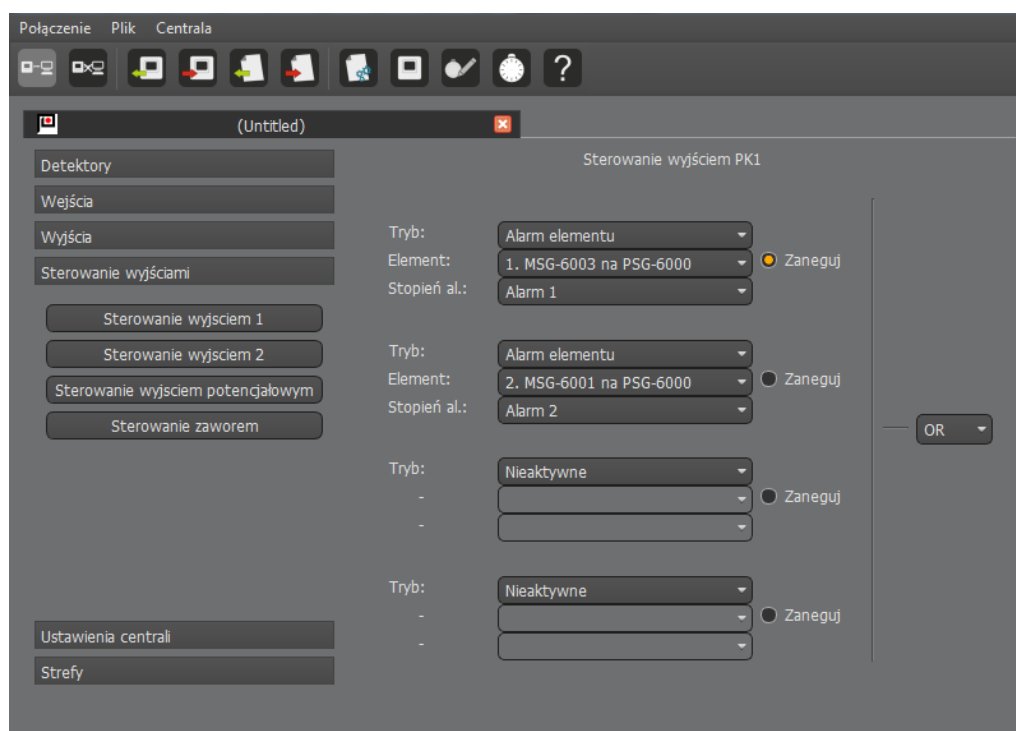 Połączenie Plik Centrala
(Untitled)
Detektory
Wejścia
Wyjścia
Sterowanie wyjściami
Sterowanie wyjsciem 1
Sterowanie wyjsciem 2
Sterowanie wyjsciem potencjałowym
Sterowanie zaworem
Ustawienia centrali
Strefy
Sterowanie wyjściem PK1
Tryb: Alarm elementu
Element: 1. MSG-6003 na PSG-6000 Zaneguj
Stopień al.: Alarm 1
Tryb: Alarm elementu
Element: 2. MSG-6001 na PSG-6000 Zaneguj
Stopień al.: Alarm 2
Tryb: Nieaktywne
- Zaneguj
-
Tryb: Nieaktywne
- Zaneguj
-
OR